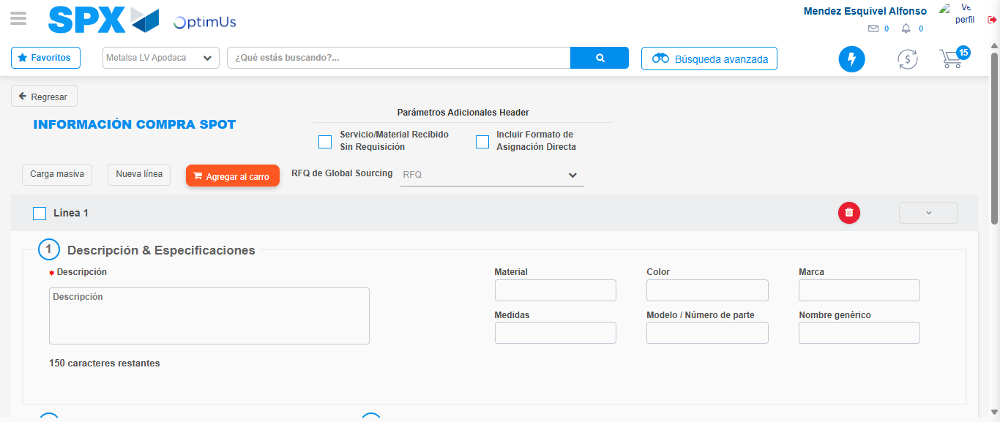 SPX
OptimUs
Mendez Esquivel Alfonso
Ve
perfil
0
0
Favoritos
Metalsa LV Apodaca
¿Qué estás buscando?...
Búsqueda avanzada
$
15
Regresar
INFORMACIÓN COMPRA SPOT
Parámetros Adicionales Header
Servicio/Material Recibido
Sin Requisición
Incluir Formato de
Asignación Directa
Carga masiva
Nueva línea
Agregar al carro
RFQ de Global Sourcing
RFQ
Línea 1
1
Descripción & Especificaciones
* Descripción
Material
Color
Marca
Descripción
Medidas
Modelo / Número de parte
Nombre genérico
150 caracteres restantes